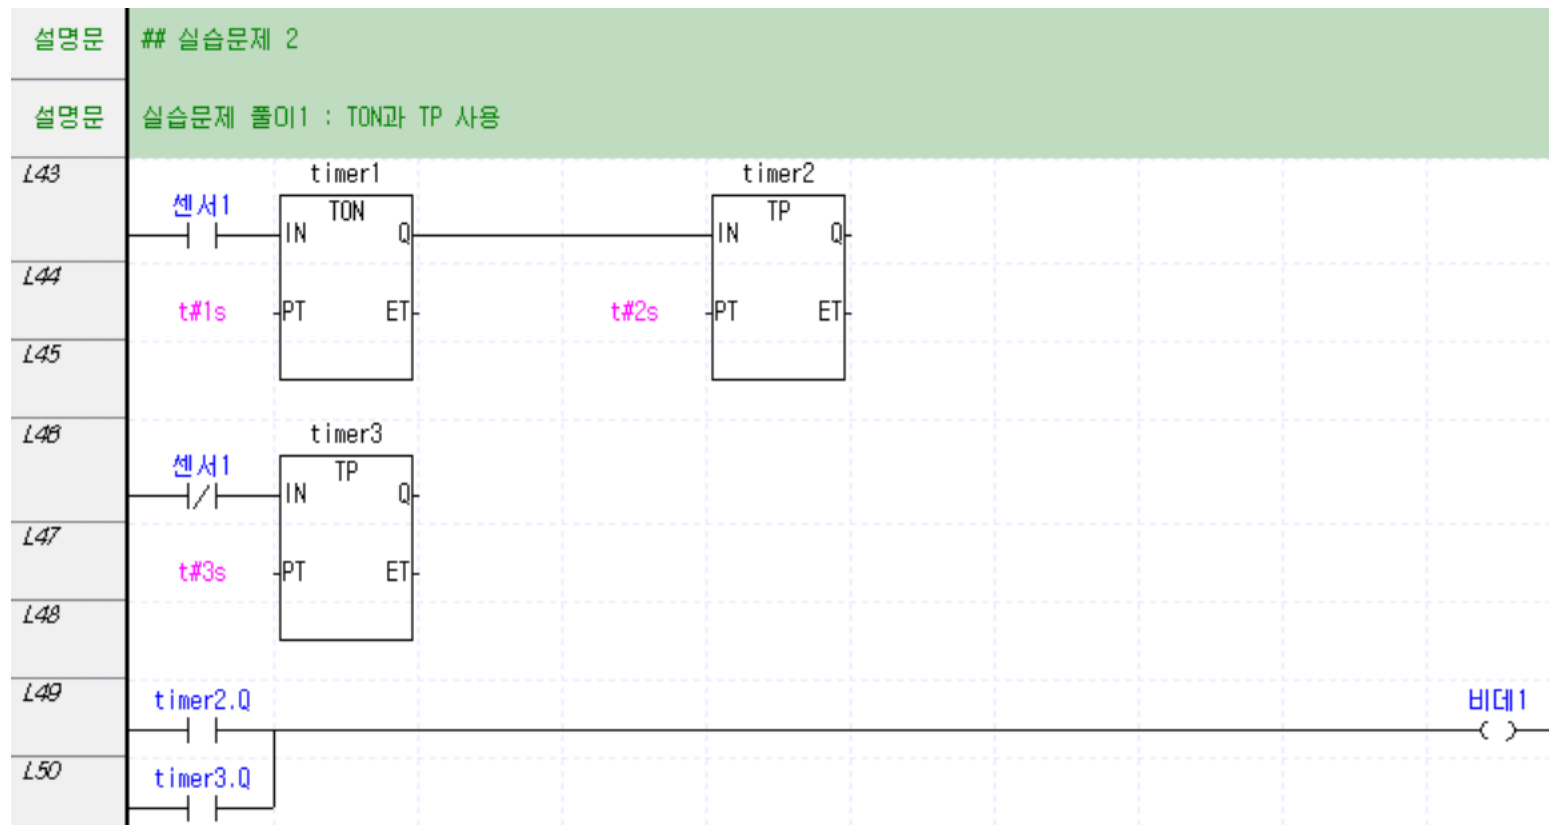 설명문 ## 실습문제 2
설명문 실습문제 풀이1 : TON과 TP 사용
L43 timer1 timer2
센서1 TON TP
IN Q IN Q
L44
t#1s PT ET t#2s PT ET
L45
L46 timer3
센서1 TP
IN Q
L47
t#3s PT ET
L48
L49 timer2.Q 비데1
L50 timer3.Q